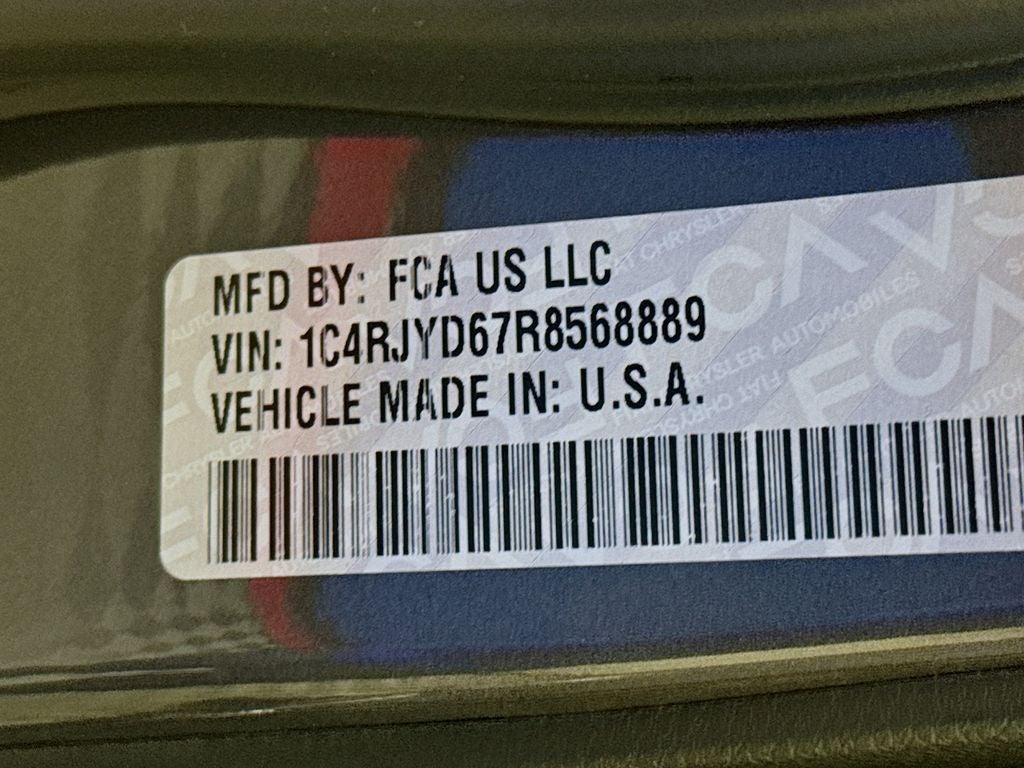 MFD BY: FCA US LLC
VIN: 1C4RJYD67R8568889
VEHICLE MADE IN: U.S.A.